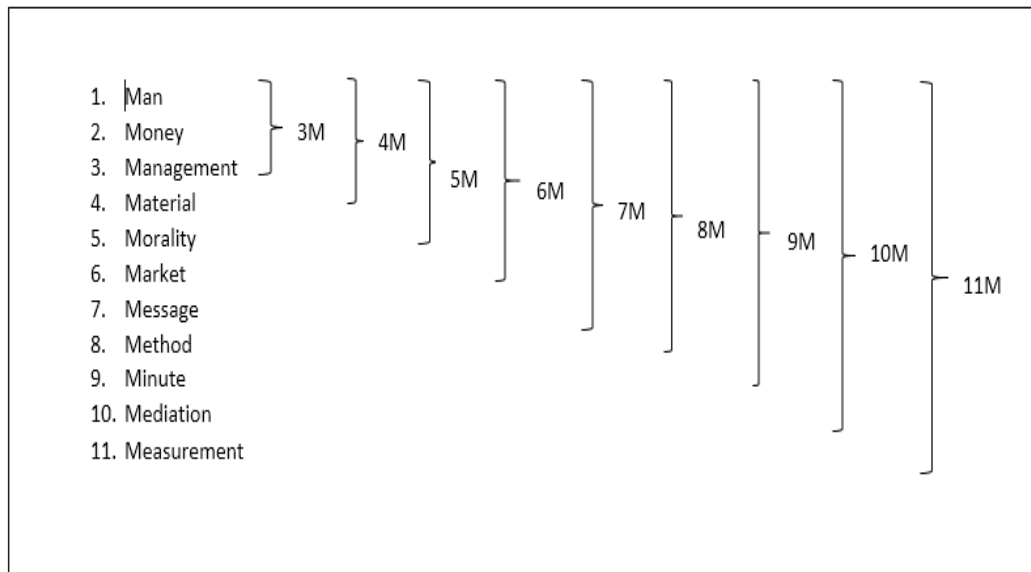 1. Man
2. Money
3. Management
4. Material
5. Morality
6. Market
7. Message
8. Method
9. Minute
10. Mediation
11. Measurement
3M
4M
5M
6M
7M
8M
9M
10M
11M